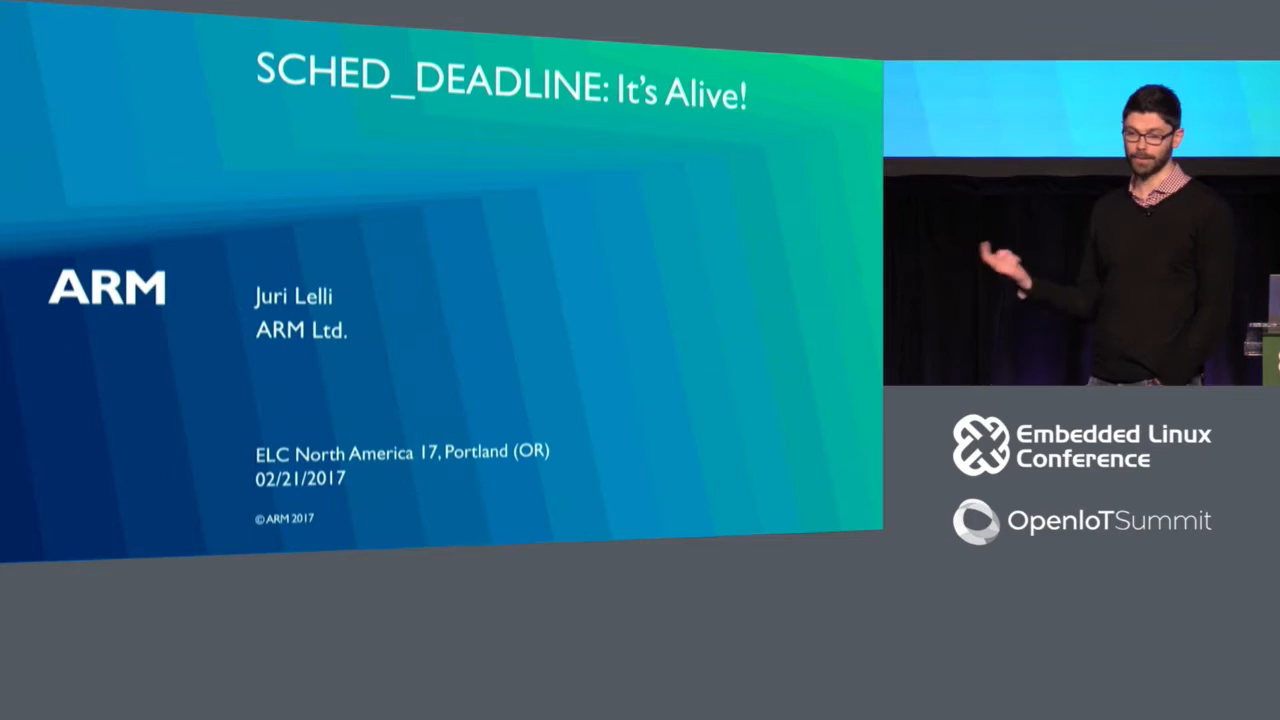 SCHED_DEADLINE: It's Alive!
ARM
Juri Lelli
ARM Ltd.
ELC North America 17, Portland (OR)
02/21/2017
© ARM 2017
Embedded Linux
Conference
OpenIoTSummit